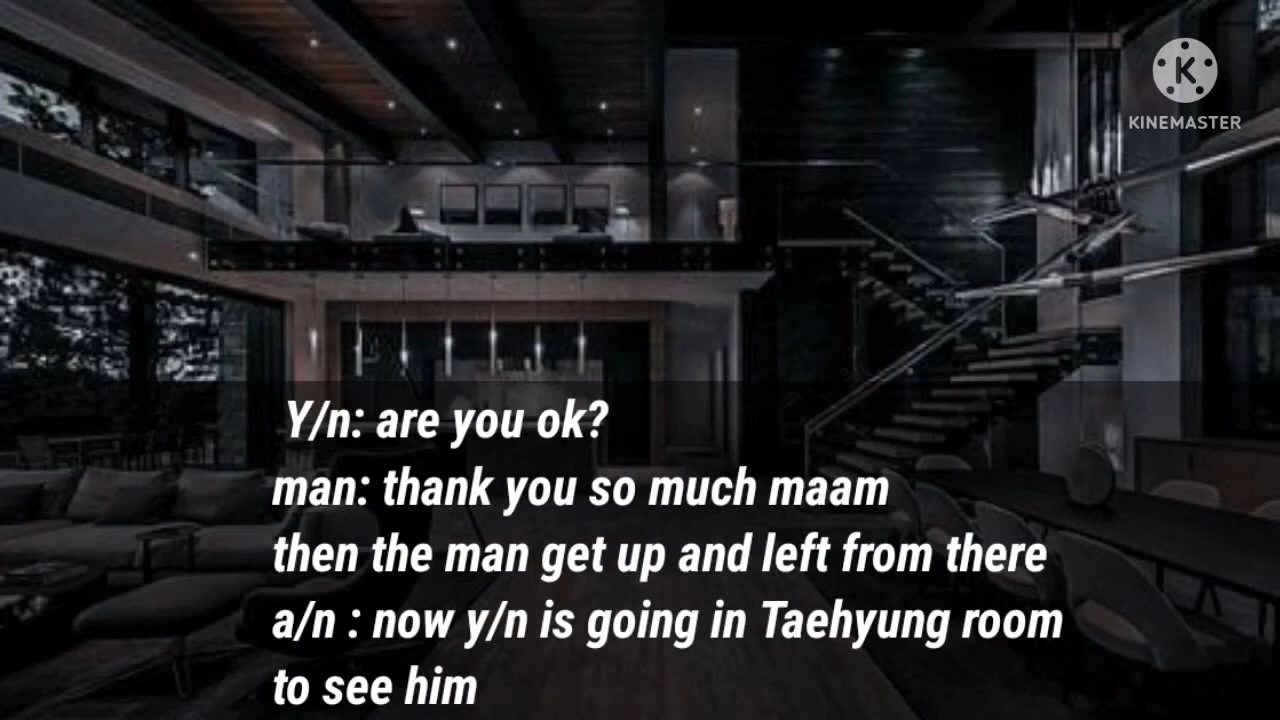 KINEMASTER
Y/n: are you ok?
man: thank you so much maam
then the man get up and left from there
a/n : now y/n is going in Taehyung room
to see him